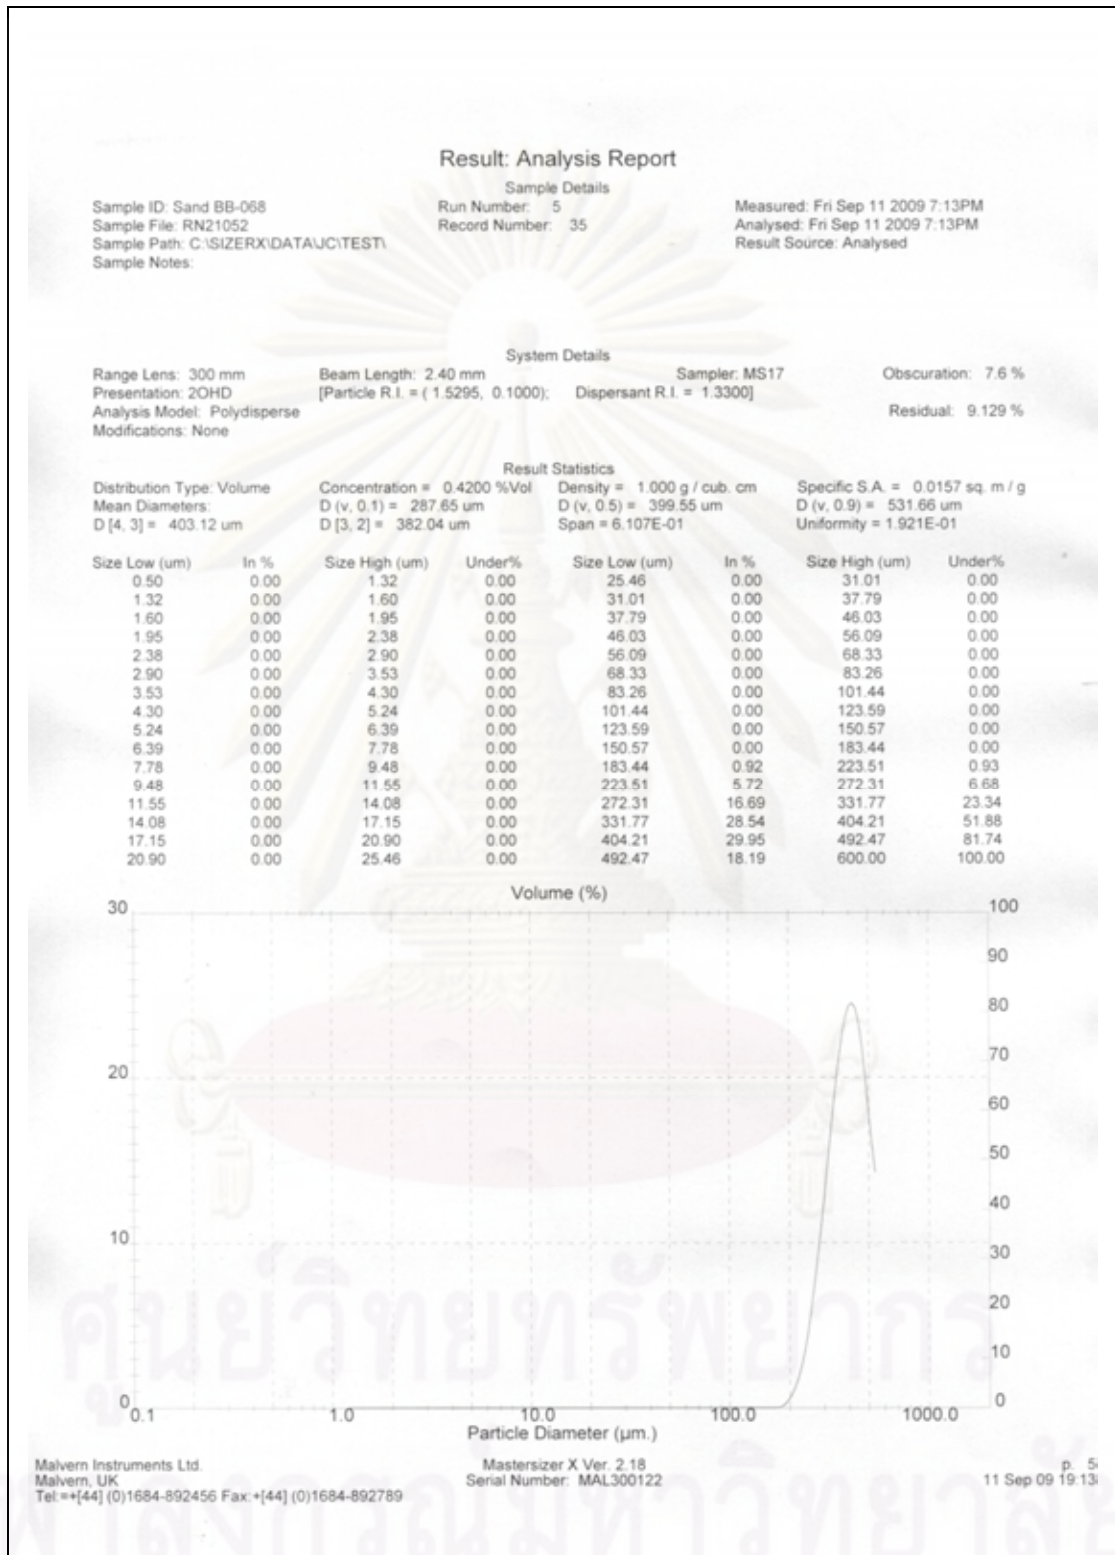 Result: Analysis Report
Sample Details
Sample ID: Sand BB-068 Run Number: 5 Measured: Fri Sep 11 2009 7:13PM
Sample File: RN21052 Record Number: 35 Analysed: Fri Sep 11 2009 7:13PM
Sample Path: C:\SIZERX\DATA\JC\TEST\ Result Source: Analysed
Sample Notes:
System Details
Range Lens: 300 mm Beam Length: 2.40 mm Sampler: MS17 Obscuration: 7.6 %
Presentation: 2OHD [Particle R.I. = ( 1.5295, 0.1000); Dispersant R.I. = 1.3300]
Analysis Model: Polydisperse Residual: 9.129 %
Modifications: None
Result Statistics
Distribution Type: Volume Concentration = 0.4200 %Vol Density = 1.000 g / cub. cm Specific S.A. = 0.0157 sq. m / g
Mean Diameters: D (v, 0.1) = 287.65 um D (v, 0.5) = 399.55 um D (v, 0.9) = 531.66 um
D [4, 3] = 403.12 um D [3, 2] = 382.04 um Span = 6.107E-01 Uniformity = 1.921E-01
Size Low (um) In % Size High (um) Under% Size Low (um) In % Size High (um) Under%
0.50 0.00 1.32 0.00 25.46 0.00 31.01 0.00
1.32 0.00 1.60 0.00 31.01 0.00 37.79 0.00
1.60 0.00 1.95 0.00 37.79 0.00 46.03 0.00
1.95 0.00 2.38 0.00 46.03 0.00 56.09 0.00
2.38 0.00 2.90 0.00 56.09 0.00 68.33 0.00
2.90 0.00 3.53 0.00 68.33 0.00 83.26 0.00
3.53 0.00 4.30 0.00 83.26 0.00 101.44 0.00
4.30 0.00 5.24 0.00 101.44 0.00 123.59 0.00
5.24 0.00 6.39 0.00 123.59 0.00 150.57 0.00
6.39 0.00 7.78 0.00 150.57 0.00 183.44 0.00
7.78 0.00 9.48 0.00 183.44 0.92 223.51 0.93
9.48 0.00 11.55 0.00 223.51 5.72 272.31 6.68
11.55 0.00 14.08 0.00 272.31 16.69 331.77 23.34
14.08 0.00 17.15 0.00 331.77 28.54 404.21 51.88
17.15 0.00 20.90 0.00 404.21 29.95 492.47 81.74
20.90 0.00 25.46 0.00 492.47 18.19 600.00 100.00
Volume (%)
30 100
90
80
70
20
60
50
40
10
30
20
10
0 0
0.1 1.0 10.0 100.0 1000.0
Particle Diameter (µm.)
ศูนย์วิทยทรัพยากร
Malvern Instruments Ltd. Mastersizer X Ver. 2.18 p. 5
Malvern, UK Serial Number: MAL300122 11 Sep 09 19:13
Tel:=+[44] (0)1684-892456 Fax:+[44] (0)1684-892789